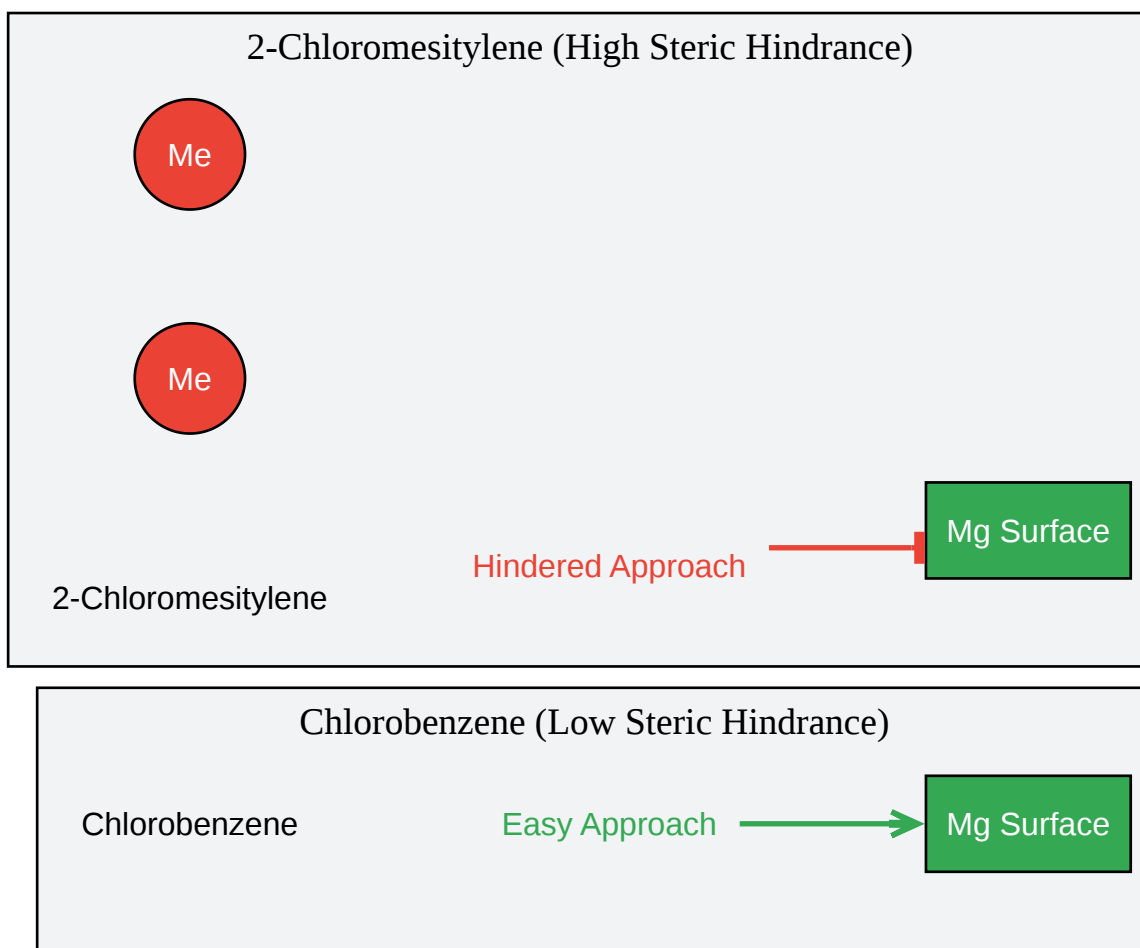 2-Chloromesitylene (High Steric Hindrance)
Me
Me
Mg Surface
Hindered Approach
2-Chloromesitylene
Chlorobenzene (Low Steric Hindrance)
Chlorobenzene
Easy Approach
Mg Surface